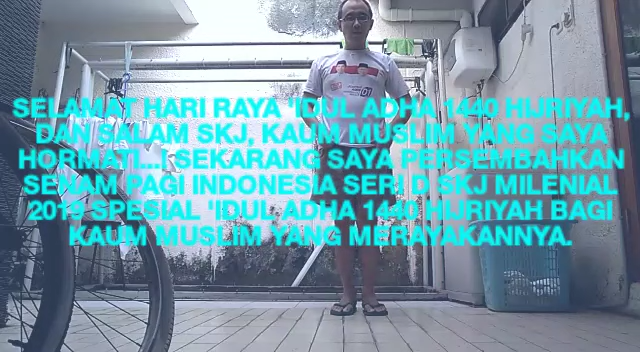 SELAMAT HARI RAYA 'IDUL ADHA 1440 HIJRIYAH,
DAN SALAM SKJ, KAUM MUSLIM YANG SAYA
HORMATI...! SEKARANG SAYA PERSEMBAHKAN
SENAM PAGI INDONESIA SERI D SKJ MILENIAL
2019 SPESIAL 'IDUL ADHA 1440 HIJRIYAH BAGI
KAUM MUSLIM YANG MERAYAKANNYA.